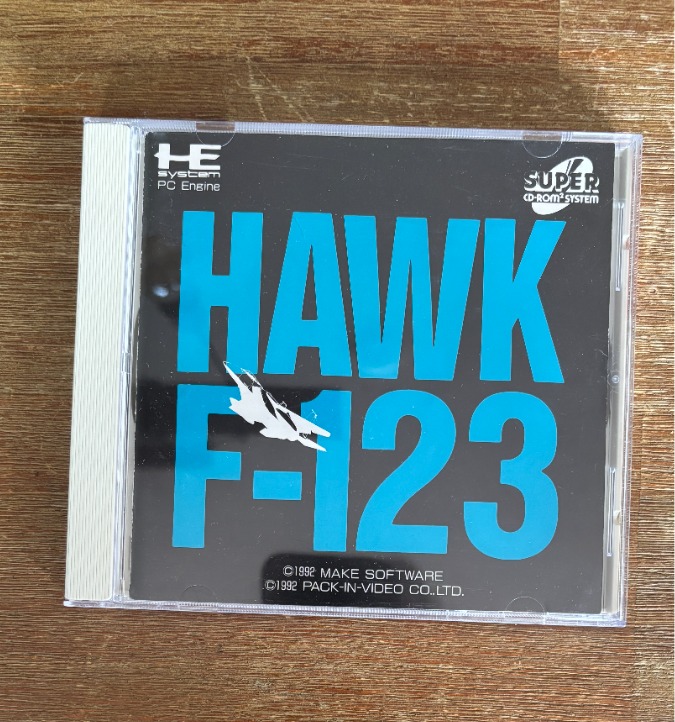 HE
system
PC Engine
SUPER
CD-ROM² SYSTEM
HAWK
F-123
©1992 MAKE SOFTWARE
©1992 PACK-IN-VIDEO CO.,LTD.